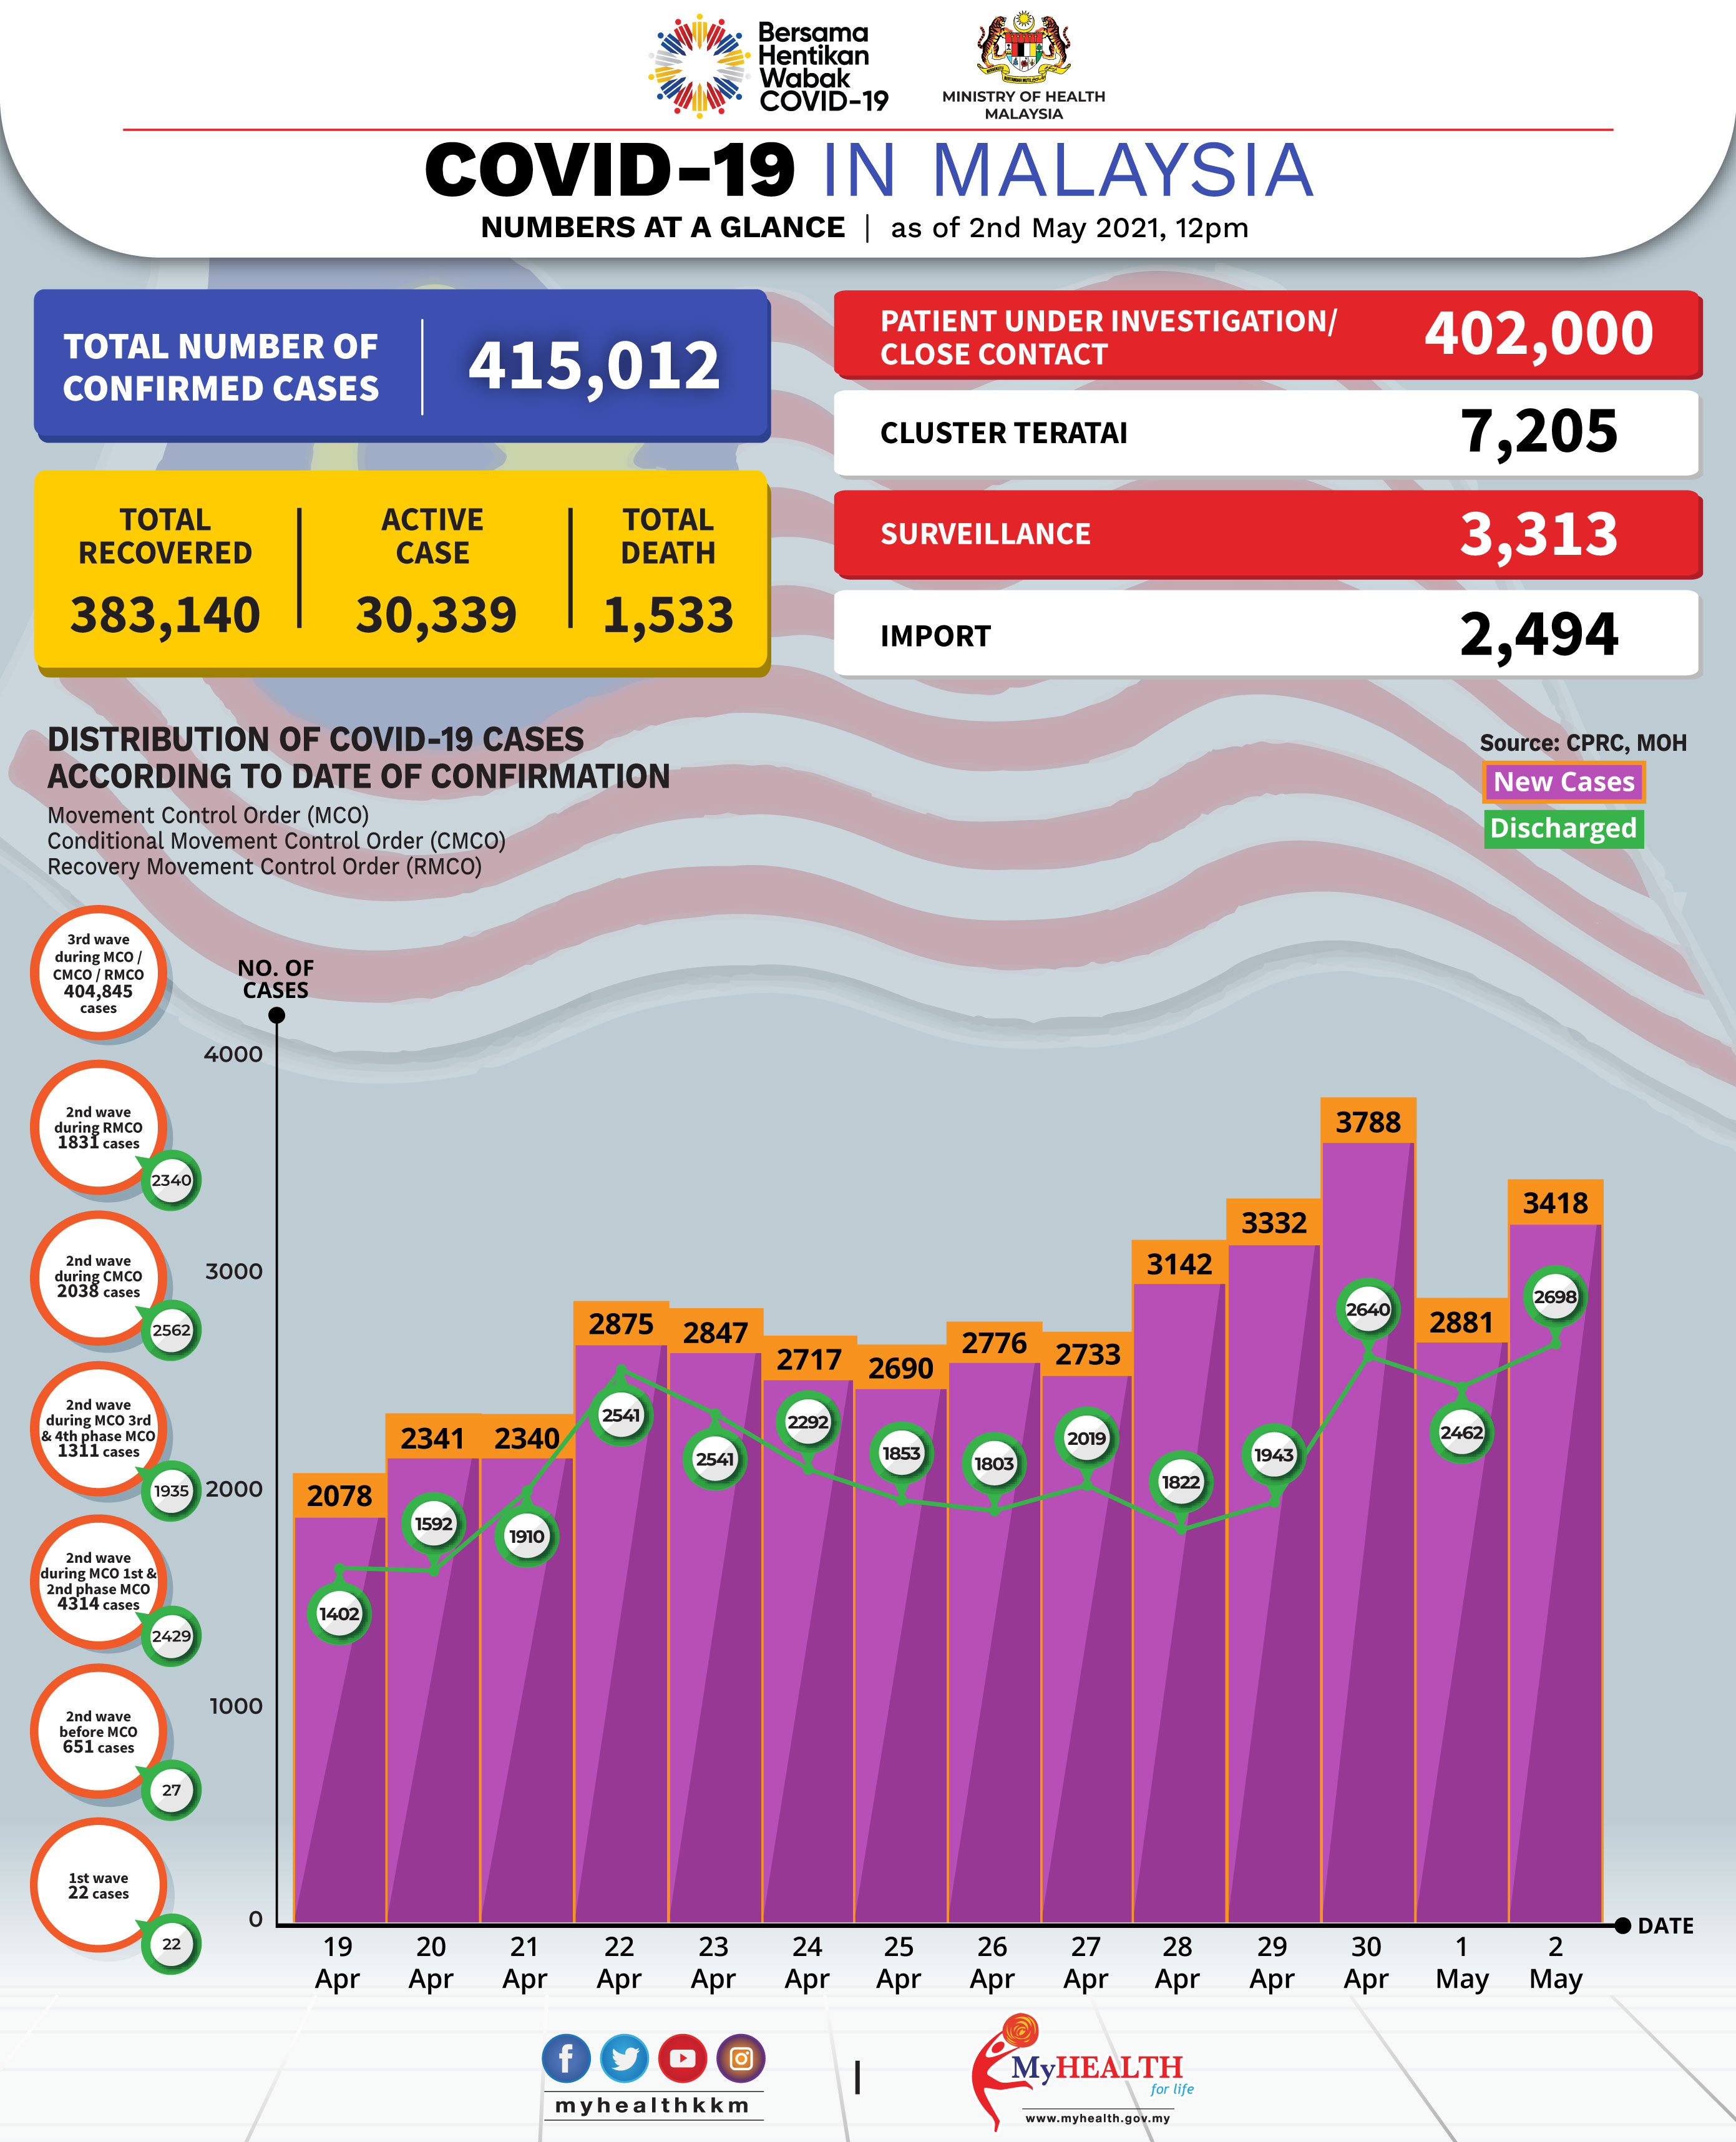 Bersama
Hentikan
Wabak
COVID-19
MINISTRY OF HEALTH
MALAYSIA
COVID-19 IN MALAYSIA
NUMBERS AT A GLANCE | as of 2nd May 2021, 12pm
TOTAL NUMBER OF
CONFIRMED CASES
415,012
TOTAL
RECOVERED
383,140
ACTIVE
CASE
30,339
TOTAL
DEATH
1,533
PATIENT UNDER INVESTIGATION/
CLOSE CONTACT
402,000
CLUSTER TERATAI
7,205
SURVEILLANCE
3,313
IMPORT
2,494
DISTRIBUTION OF COVID-19 CASES
ACCORDING TO DATE OF CONFIRMATION
Movement Control Order (MCO)
Conditional Movement Control Order (CMCO)
Recovery Movement Control Order (RMCO)
Source: CPRC, MOH
New Cases
Discharged
3rd wave
during MCO /
CMCO / RMCO
404,845
cases
2nd wave
during RMCO
1831 cases
2340
2nd wave
during CMCO
2038 cases
2562
2nd wave
during MCO 3rd
& 4th phase MCO
1311 cases
1935
2nd wave
during MCO 1st &
2nd phase MCO
4314 cases
2429
2nd wave
before MCO
651 cases
27
1st wave
22 cases
22
NO. OF
CASES
4000
3000
2000
1000
0
2078
2341
2340
2875
2847
2717
2690
2776
2733
3142
3332
3788
2881
3418
1402
1592
1910
2541
2541
2292
1853
1803
2019
1822
1943
2640
2462
2698
19
Apr
20
Apr
21
Apr
22
Apr
23
Apr
24
Apr
25
Apr
26
Apr
27
Apr
28
Apr
29
Apr
30
Apr
1
May
2
May
DATE
myhealthkkm
|
MyHEALTH
for life
www.myhealth.gov.my